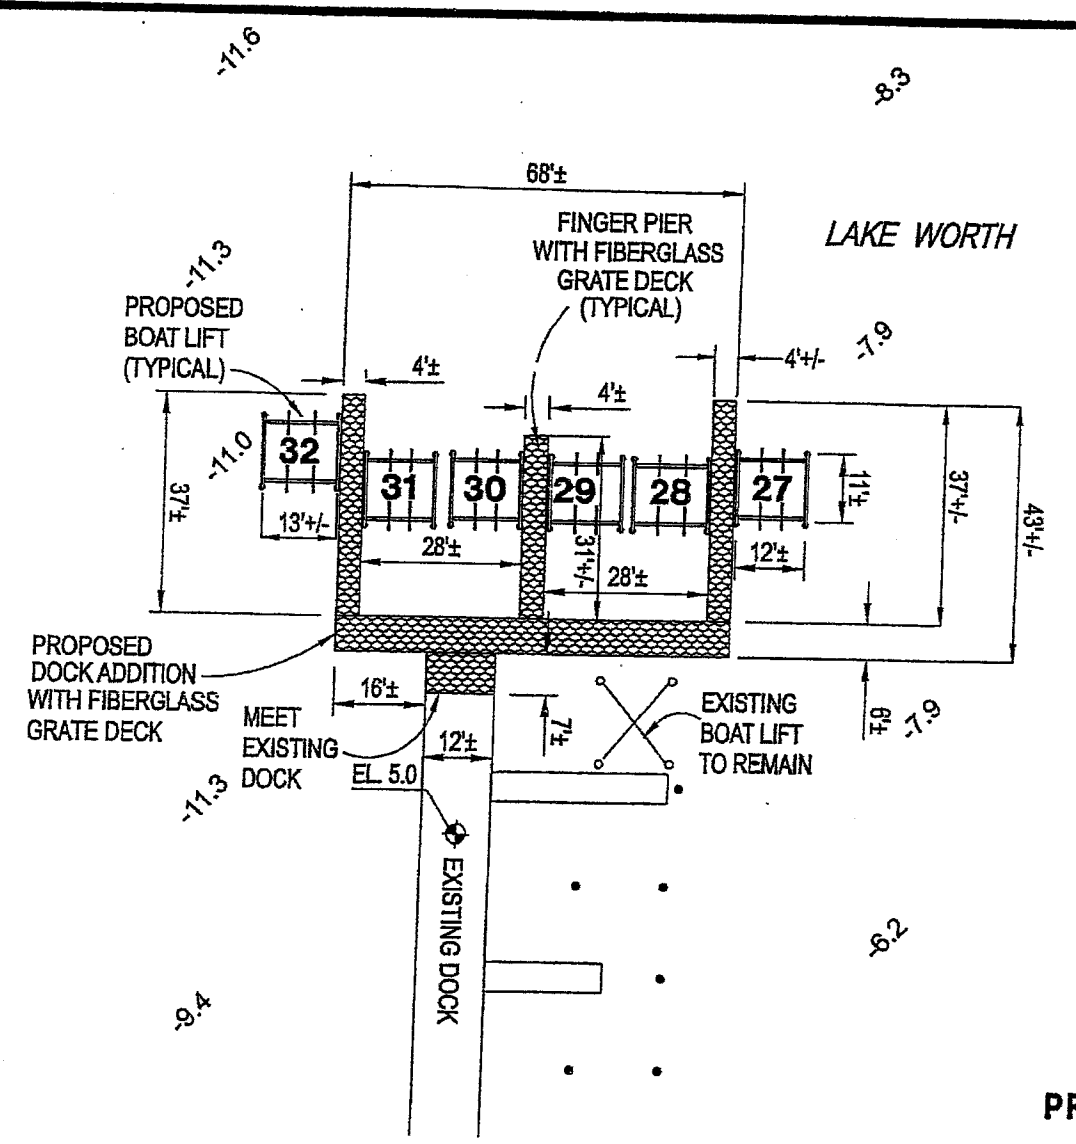 -11.6
-8.3
68'±
FINGER PIER
WITH FIBERGLASS
GRATE DECK
(TYPICAL)
LAKE WORTH
-11.3
PROPOSED
BOAT LIFT
(TYPICAL)
-7.9
4'±
4'+/-
4'±
-11.0
32
31
30
29
28
27
37'±
13'+/-
28'±
31'+/-
28'±
12'±
11'±
37'+/-
43'+/-
PROPOSED
DOCK ADDITION
WITH FIBERGLASS
GRATE DECK
16'±
MEET
EXISTING
DOCK
12'±
7'±
EXISTING
BOAT LIFT
TO REMAIN
6'±
-7.9
EL. 5.0
-11.3
EXISTING DOCK
-6.2
-9.4